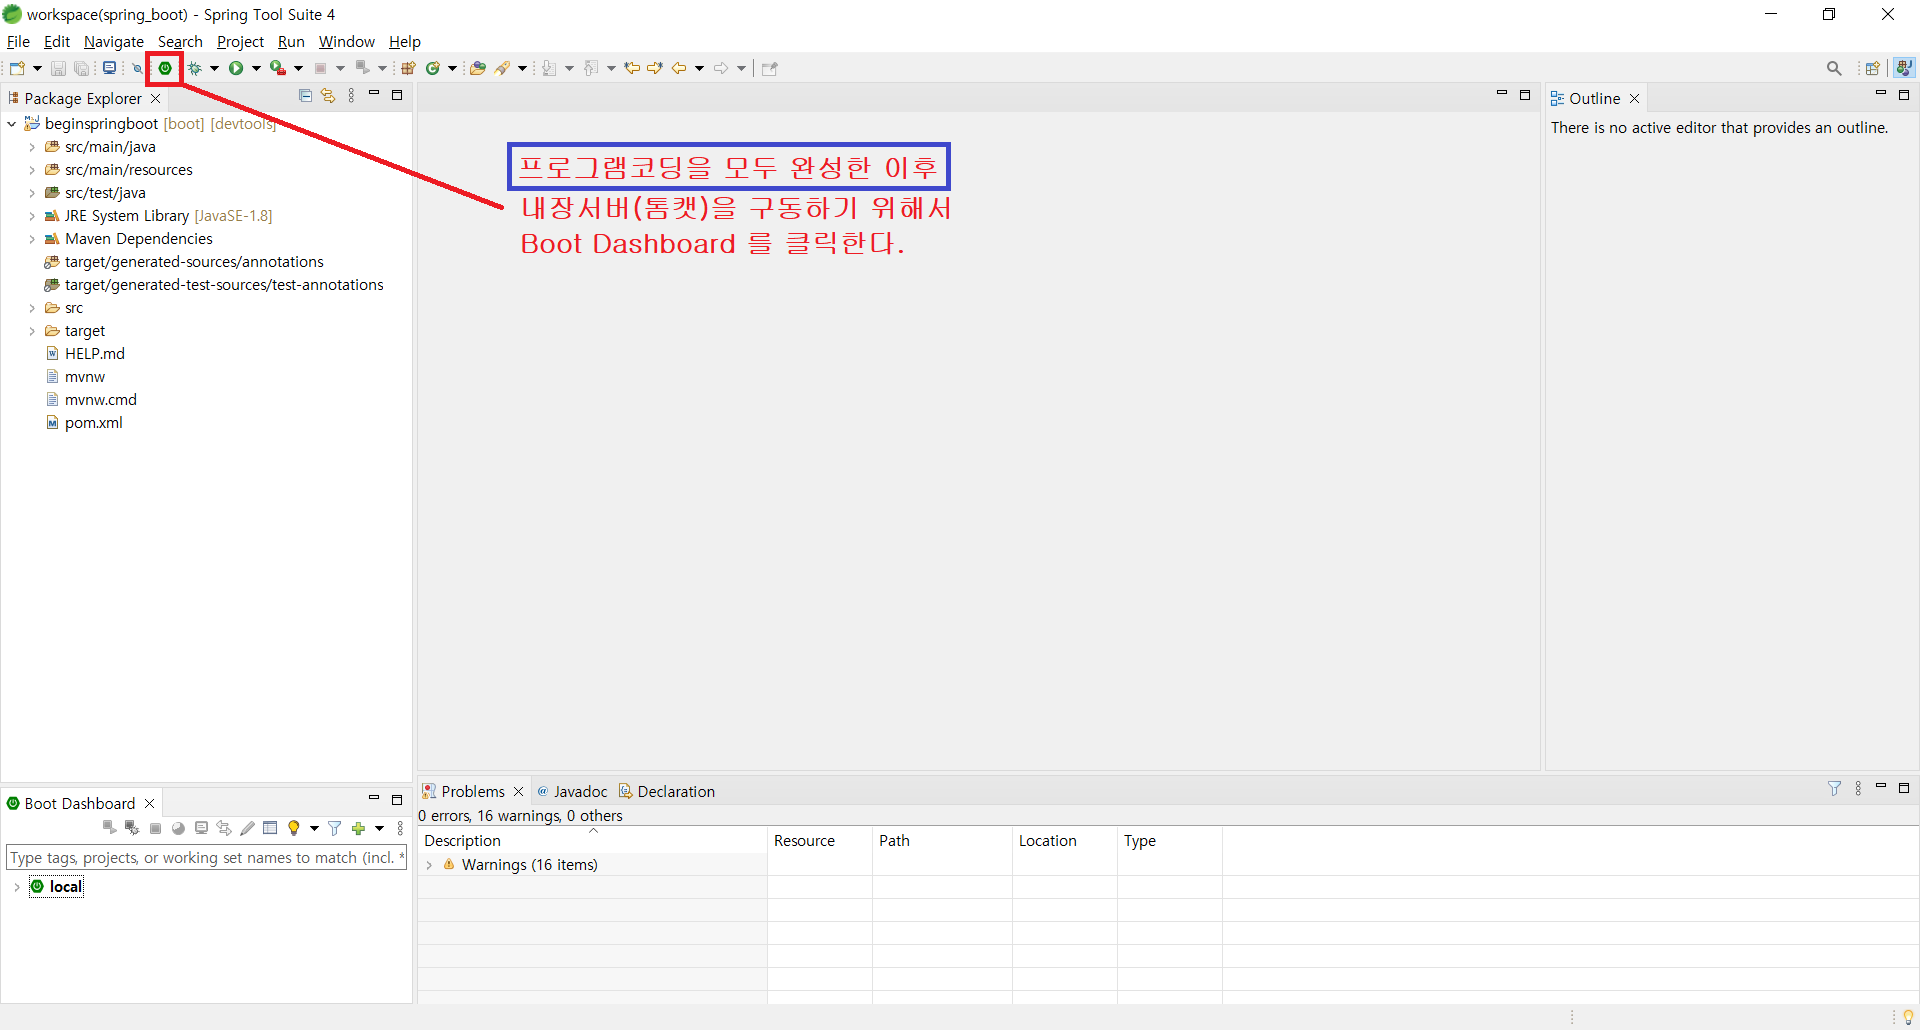 workspace(spring_boot) - Spring Tool Suite 4
File Edit Navigate Search Project Run Window Help
Package Explorer
beginspringboot [boot] [devtools]
src/main/java
src/main/resources
src/test/java
JRE System Library [JavaSE-1.8]
Maven Dependencies
target/generated-sources/annotations
target/generated-test-sources/test-annotations
src
target
HELP.md
mvnw
mvnw.cmd
pom.xml
프로그램코딩을 모두 완성한 이후
내장서버(톰캣)을 구동하기 위해서
Boot Dashboard 를 클릭한다.
Outline
There is no active editor that provides an outline.
Boot Dashboard
Type tags, projects, or working set names to match (incl. *
local
Problems Javadoc Declaration
0 errors, 16 warnings, 0 others
Description Resource Path Location Type
Warnings (16 items)